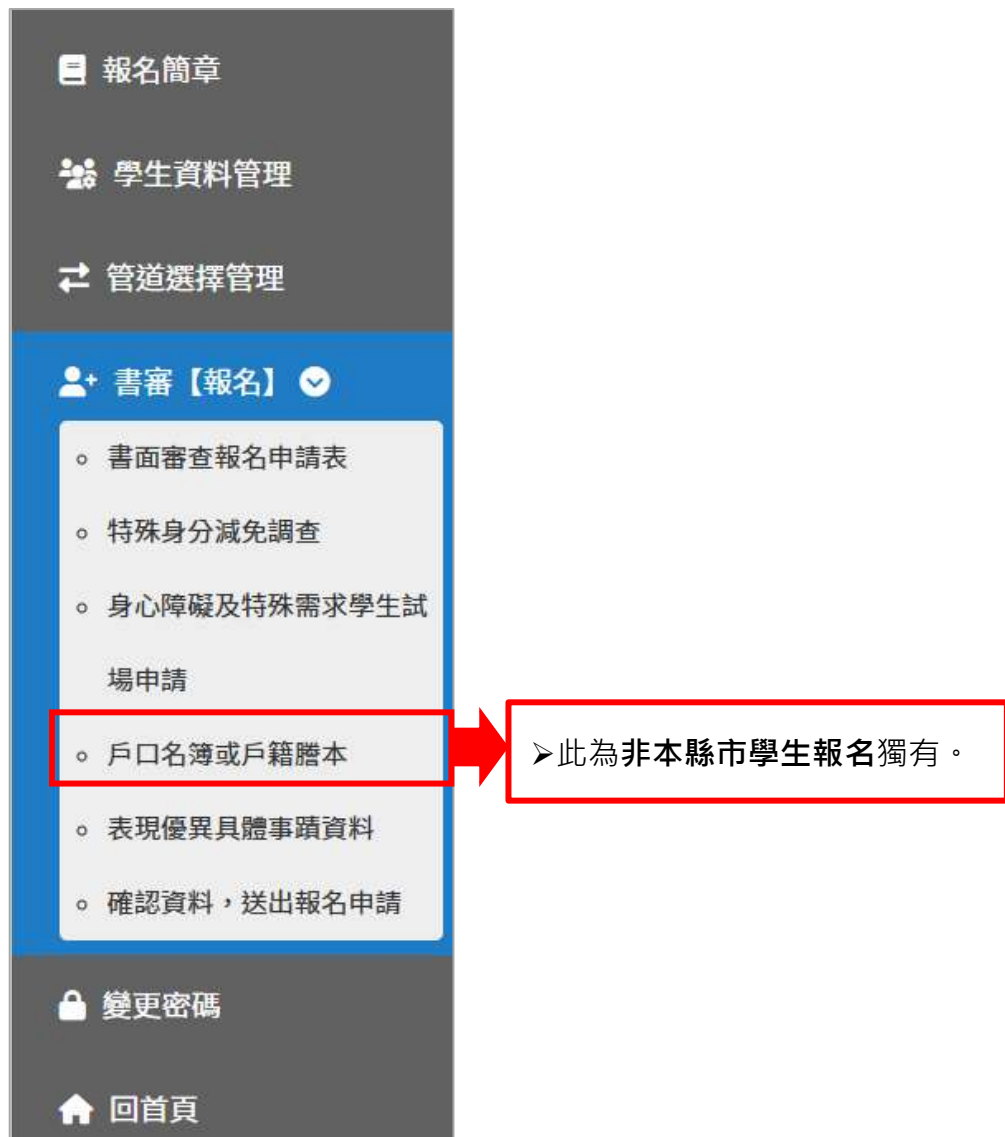 報名簡章
學生資料管理
管道選擇管理
書審【報名】
書面審查報名申請表
特殊身分減免調查
身心障礙及特殊需求學生試
場申請
戶口名簿或戶籍謄本
➢此為非本縣市學生報名獨有。
表現優異具體事蹟資料
確認資料，送出報名申請
變更密碼
回首頁